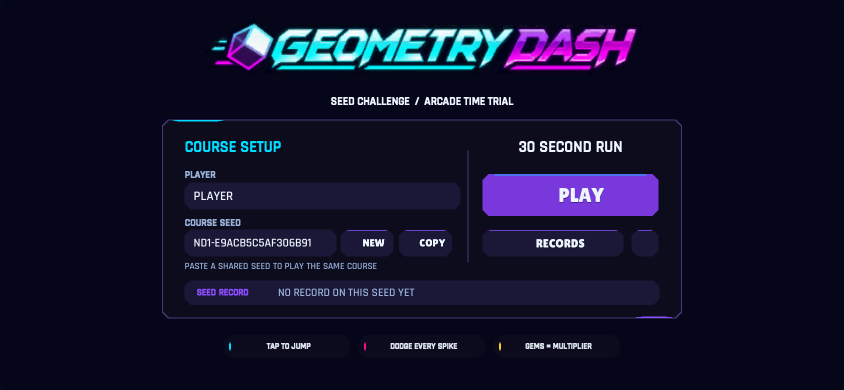 GEOMETRY DASH
SEED CHALLENGE / ARCADE TIME TRIAL
COURSE SETUP
PLAYER
PLAYER
COURSE SEED
ND1-E9ACB5C5AF306B91
NEW
COPY
PASTE A SHARED SEED TO PLAY THE SAME COURSE
30 SECOND RUN
PLAY
RECORDS
SEED RECORD NO RECORD ON THIS SEED YET
TAP TO JUMP
DODGE EVERY SPIKE
GEMS = MULTIPLIER